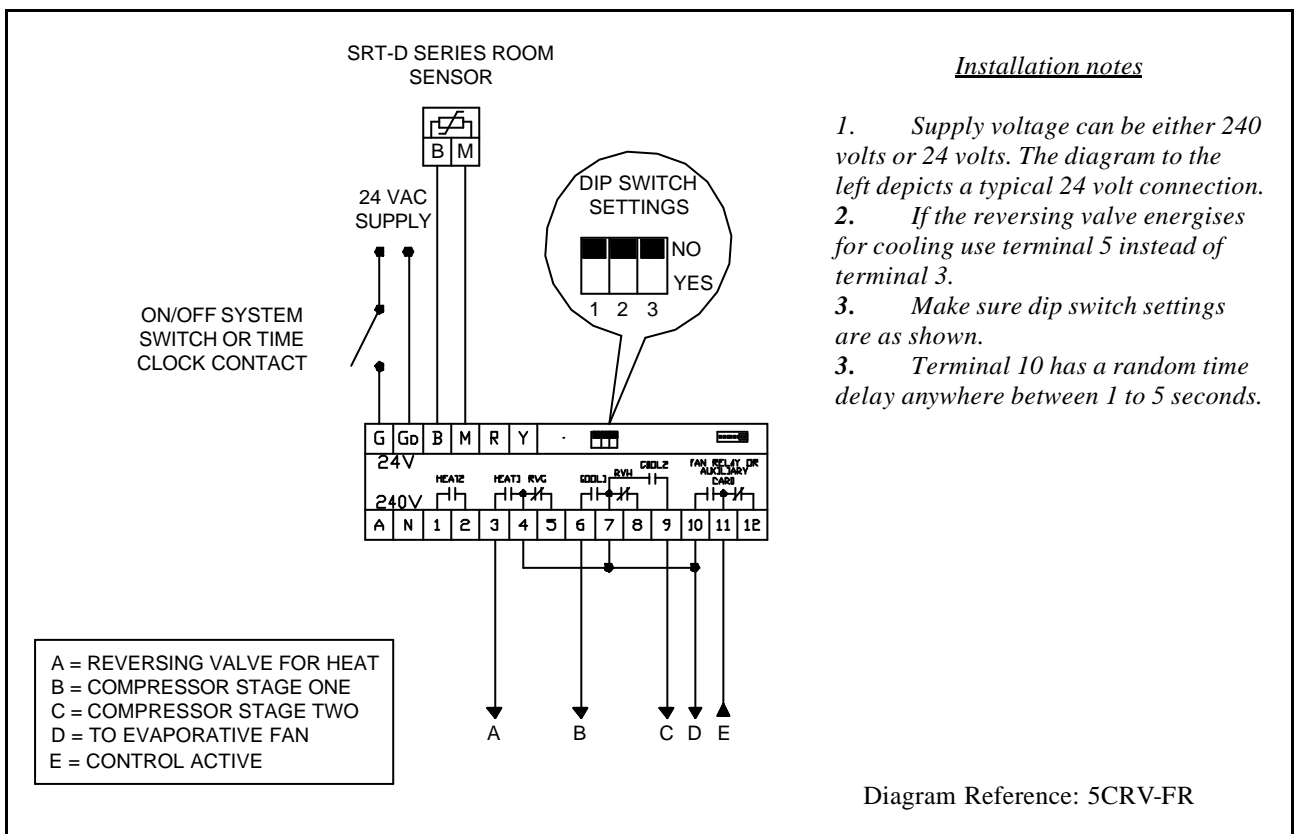 SRT-D SERIES ROOM
SENSOR
B M
24 VAC
SUPPLY
DIP SWITCH
SETTINGS
NO
YES
1 2 3
ON/OFF SYSTEM
SWITCH OR TIME
CLOCK CONTACT
G GD B M R Y
24V
HEAT2 HEAT1 RVG COOL1 RVH COOL2 FAN RELAY OR
AUXILIARY
CARD
240V
A N 1 2 3 4 5 6 7 8 9 10 11 12
A B C D E
A = REVERSING VALVE FOR HEAT
B = COMPRESSOR STAGE ONE
C = COMPRESSOR STAGE TWO
D = TO EVAPORATIVE FAN
E = CONTROL ACTIVE
Installation notes
1. Supply voltage can be either 240
volts or 24 volts. The diagram to the
left depicts a typical 24 volt connection.
2. If the reversing valve energises
for cooling use terminal 5 instead of
terminal 3.
3. Make sure dip switch settings
are as shown.
3. Terminal 10 has a random time
delay anywhere between 1 to 5 seconds.
Diagram Reference: 5CRV-FR